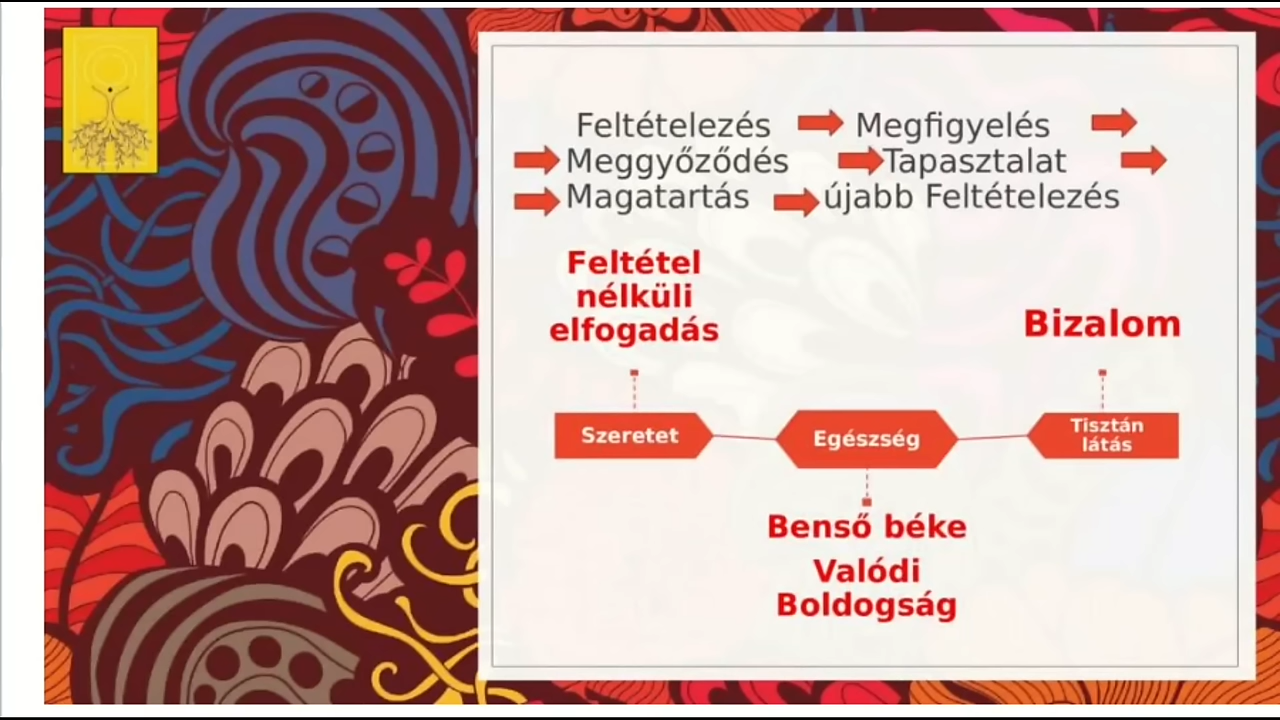 Feltételezés Megfigyelés
Meggyőződés Tapasztalat
Magatartás újabb Feltételezés
Feltétel
nélküli
elfogadás
Bizalom
Szeretet
Egészség
Tisztán
látás
Benső béke
Valódi
Boldogság